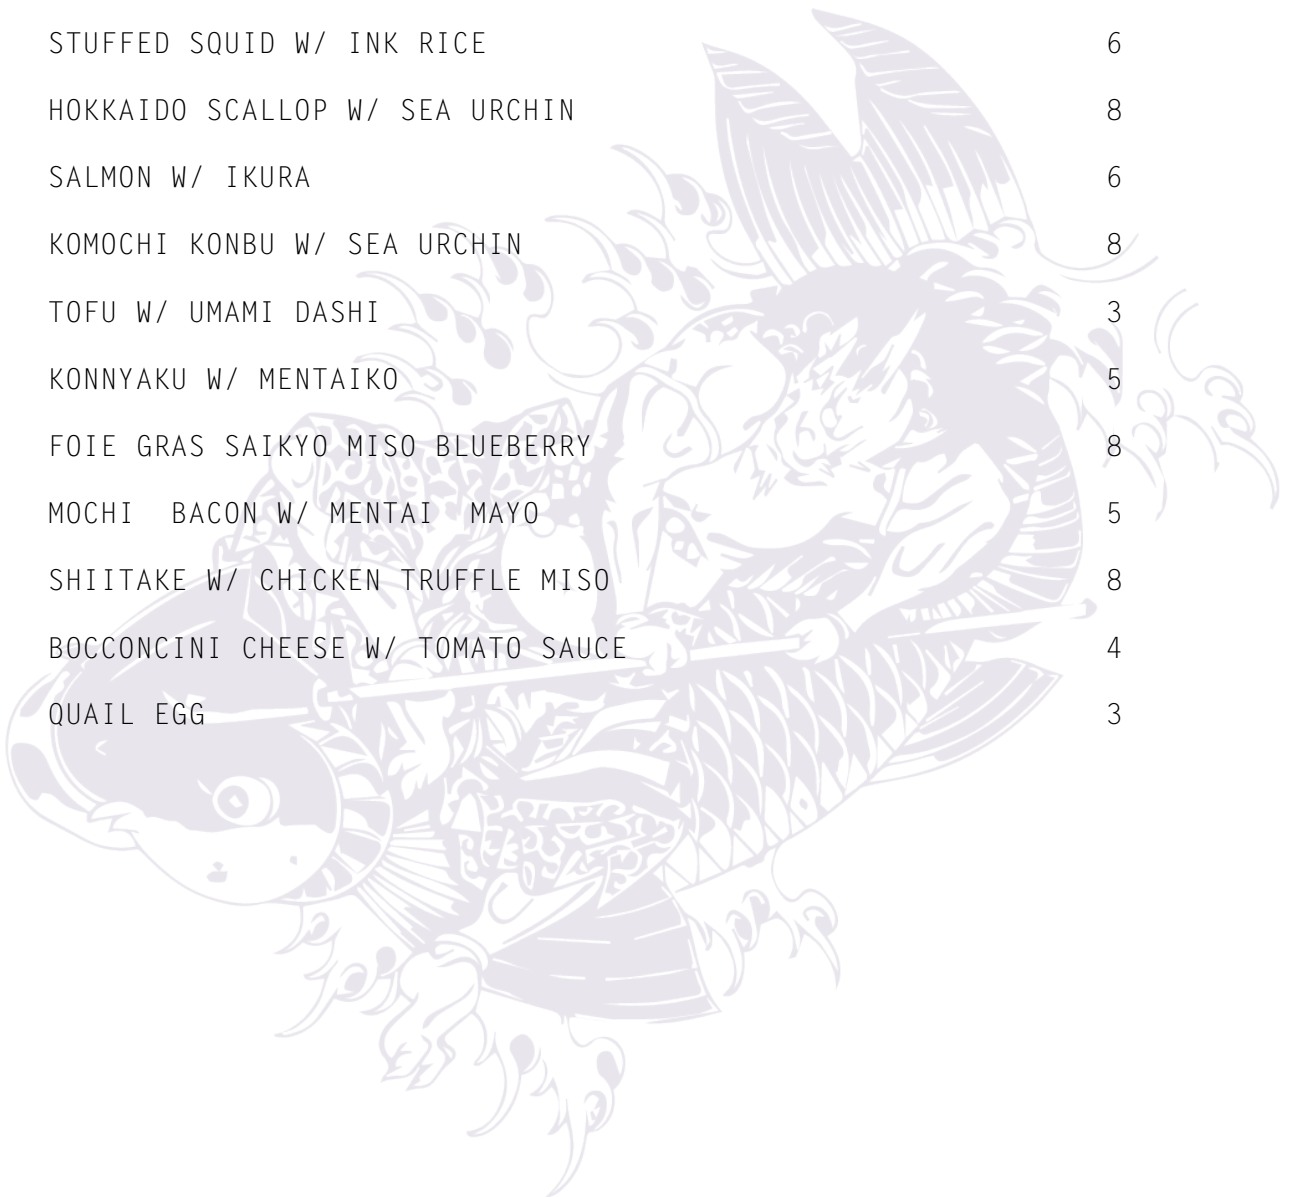 STUFFED SQUID W/ INK RICE 6
HOKKAIDO SCALLOP W/ SEA URCHIN 8
SALMON W/ IKURA 6
KOMOCHI KONBU W/ SEA URCHIN 8
TOFU W/ UMAMI DASHI 3
KONNYAKU W/ MENTAIKO 5
FOIE GRAS SAIKYO MISO BLUEBERRY 8
MOCHI BACON W/ MENTAI MAYO 5
SHIITAKE W/ CHICKEN TRUFFLE MISO 8
BOCCONCINI CHEESE W/ TOMATO SAUCE 4
QUAIL EGG 3